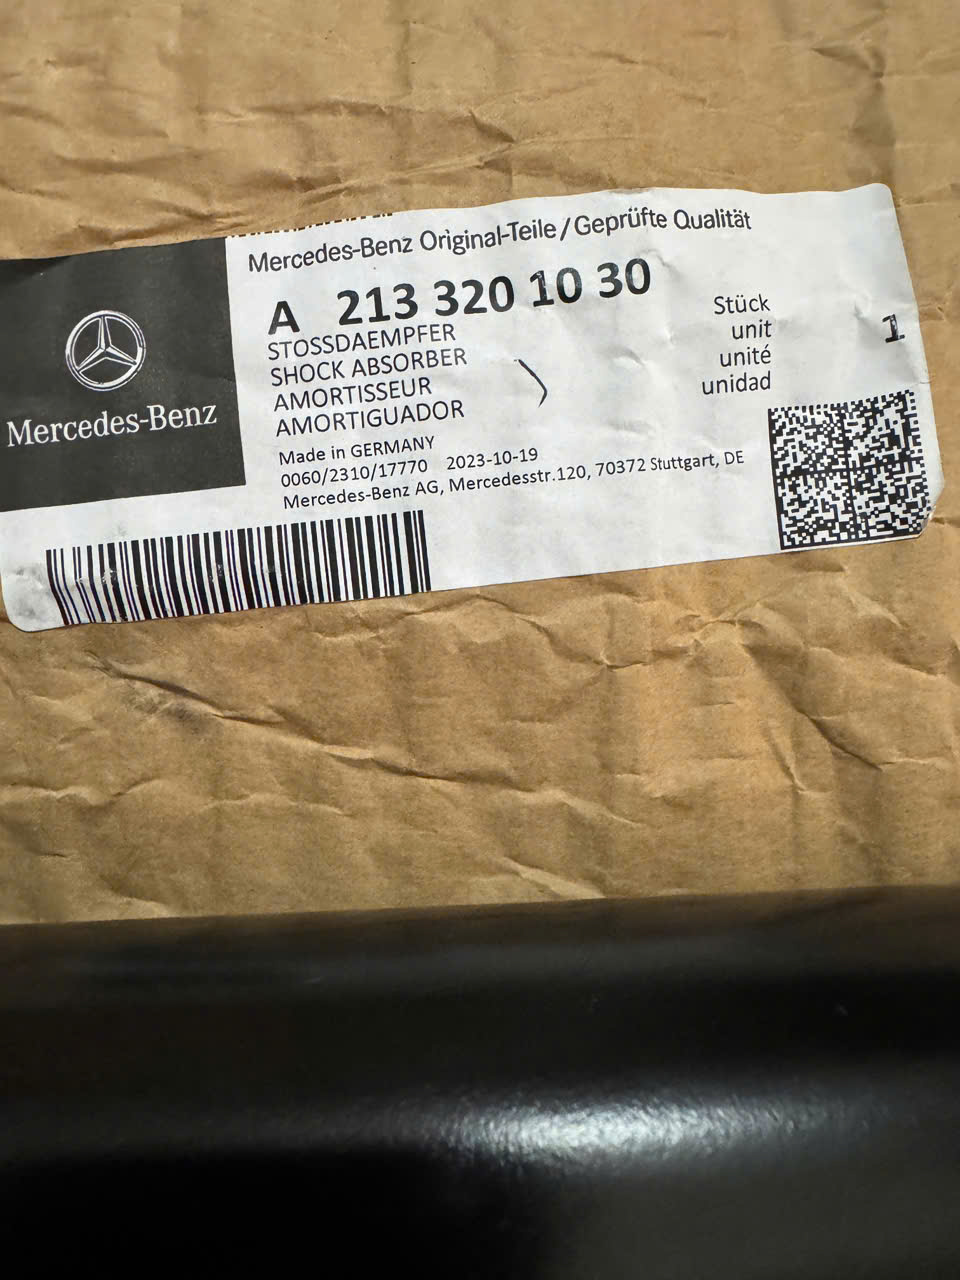 Mercedes-Benz Original-Teile/Geprüfte Qualität
A 213 320 10 30
STOSSDAEMPFER
SHOCK ABSORBER
AMORTISSEUR
AMORTIGUADOR
Stück
unit
unité
unidad
1
Mercedes-Benz
Made in GERMANY
0060/2310/17770 2023-10-19
Mercedes-Benz AG, Mercedesstr.120, 70372 Stuttgart, DE